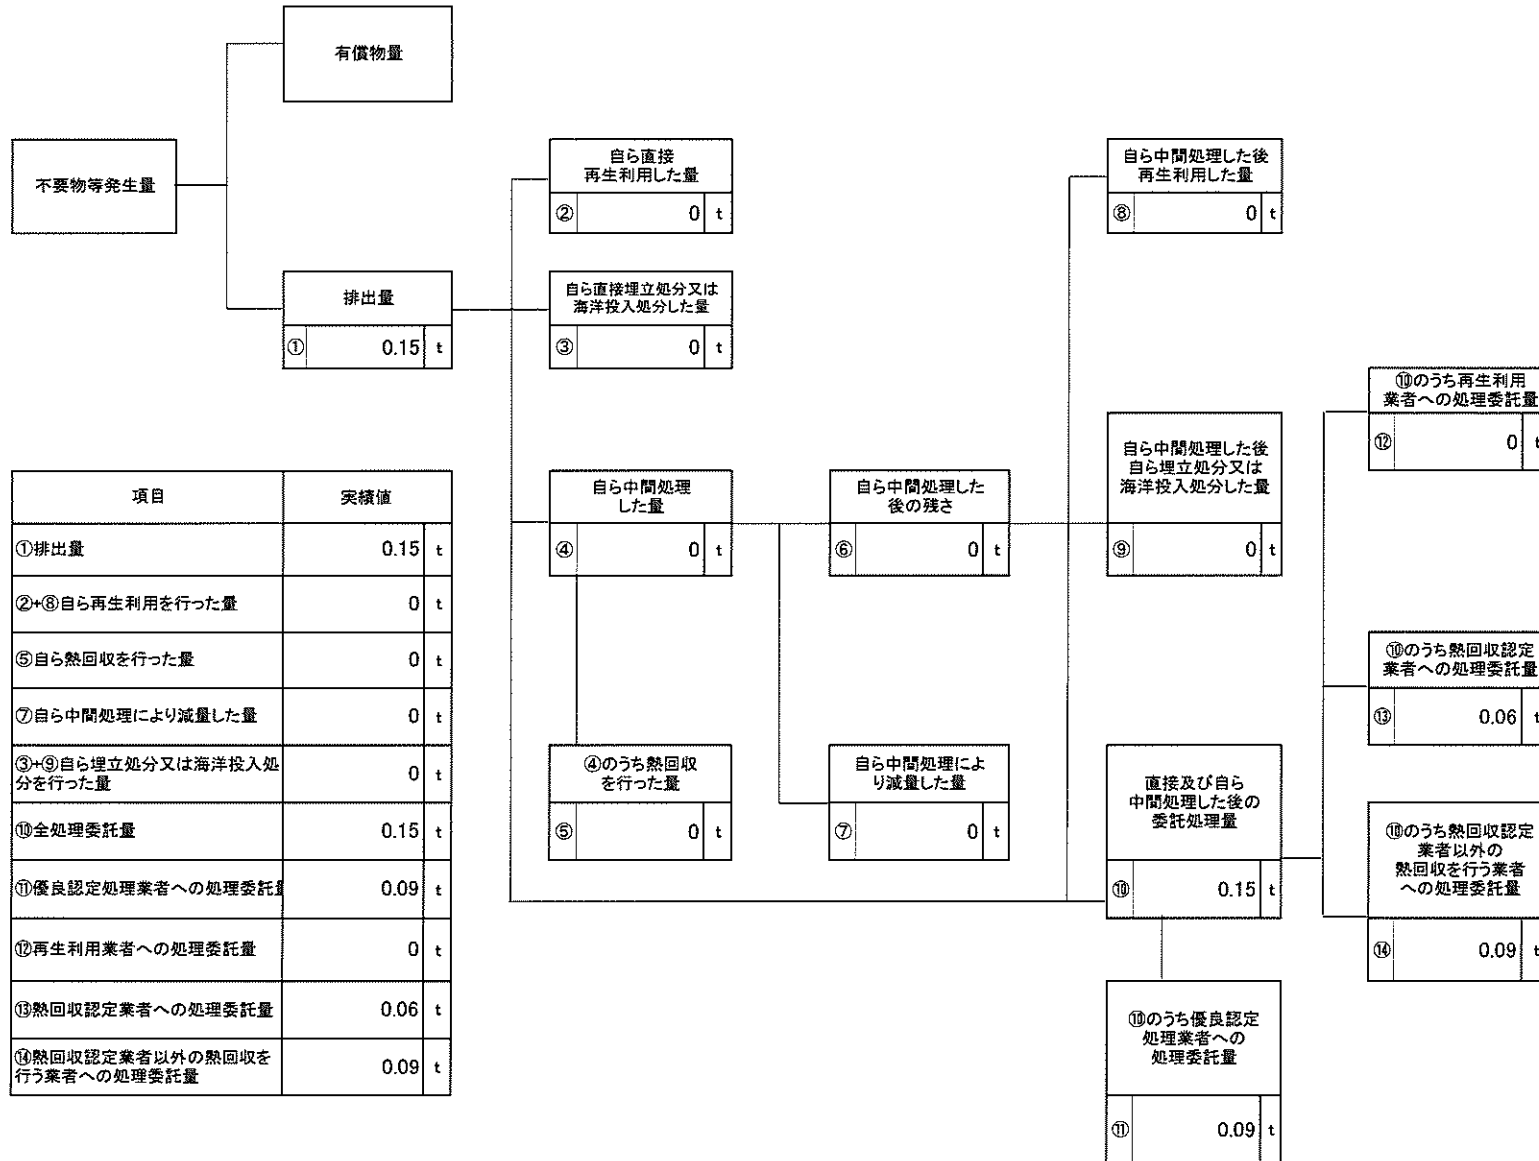 有償物量
不要物等発生量
排出量
① 0.15 t
自ら直接
再生利用した量
② 0 t
自ら直接埋立処分又は
海洋投入処分した量
③ 0 t
自ら中間処理
した量
④ 0 t
④のうち熱回収
を行った量
⑤ 0 t
自ら中間処理した
後の残さ
⑥ 0 t
自ら中間処理によ
り減量した量
⑦ 0 t
自ら中間処理した後
再生利用した量
⑧ 0 t
自ら中間処理した後
自ら埋立処分又は
海洋投入処分した量
⑨ 0 t
直接及び自ら
中間処理した後の
委託処理量
⑩ 0.15 t
⑩のうち優良認定
処理業者への
処理委託量
⑪ 0.09 t
⑩のうち再生利用
業者への処理委託量
⑫ 0 t
⑩のうち熱回収認定
業者への処理委託量
⑬ 0.06 t
⑩のうち熱回収認定
業者以外の
熱回収を行う業者
への処理委託量
⑭ 0.09 t
項目 実績値
①排出量 0.15 t
②+⑧自ら再生利用を行った量 0 t
⑤自ら熱回収を行った量 0 t
⑦自ら中間処理により減量した量 0 t
③+⑨自ら埋立処分又は海洋投入処
分を行った量 0 t
⑩全処理委託量 0.15 t
⑪優良認定処理業者への処理委託量 0.09 t
⑫再生利用業者への処理委託量 0 t
⑬熱回収認定業者への処理委託量 0.06 t
⑭熱回収認定業者以外の熱回収を
行う業者への処理委託量 0.09 t